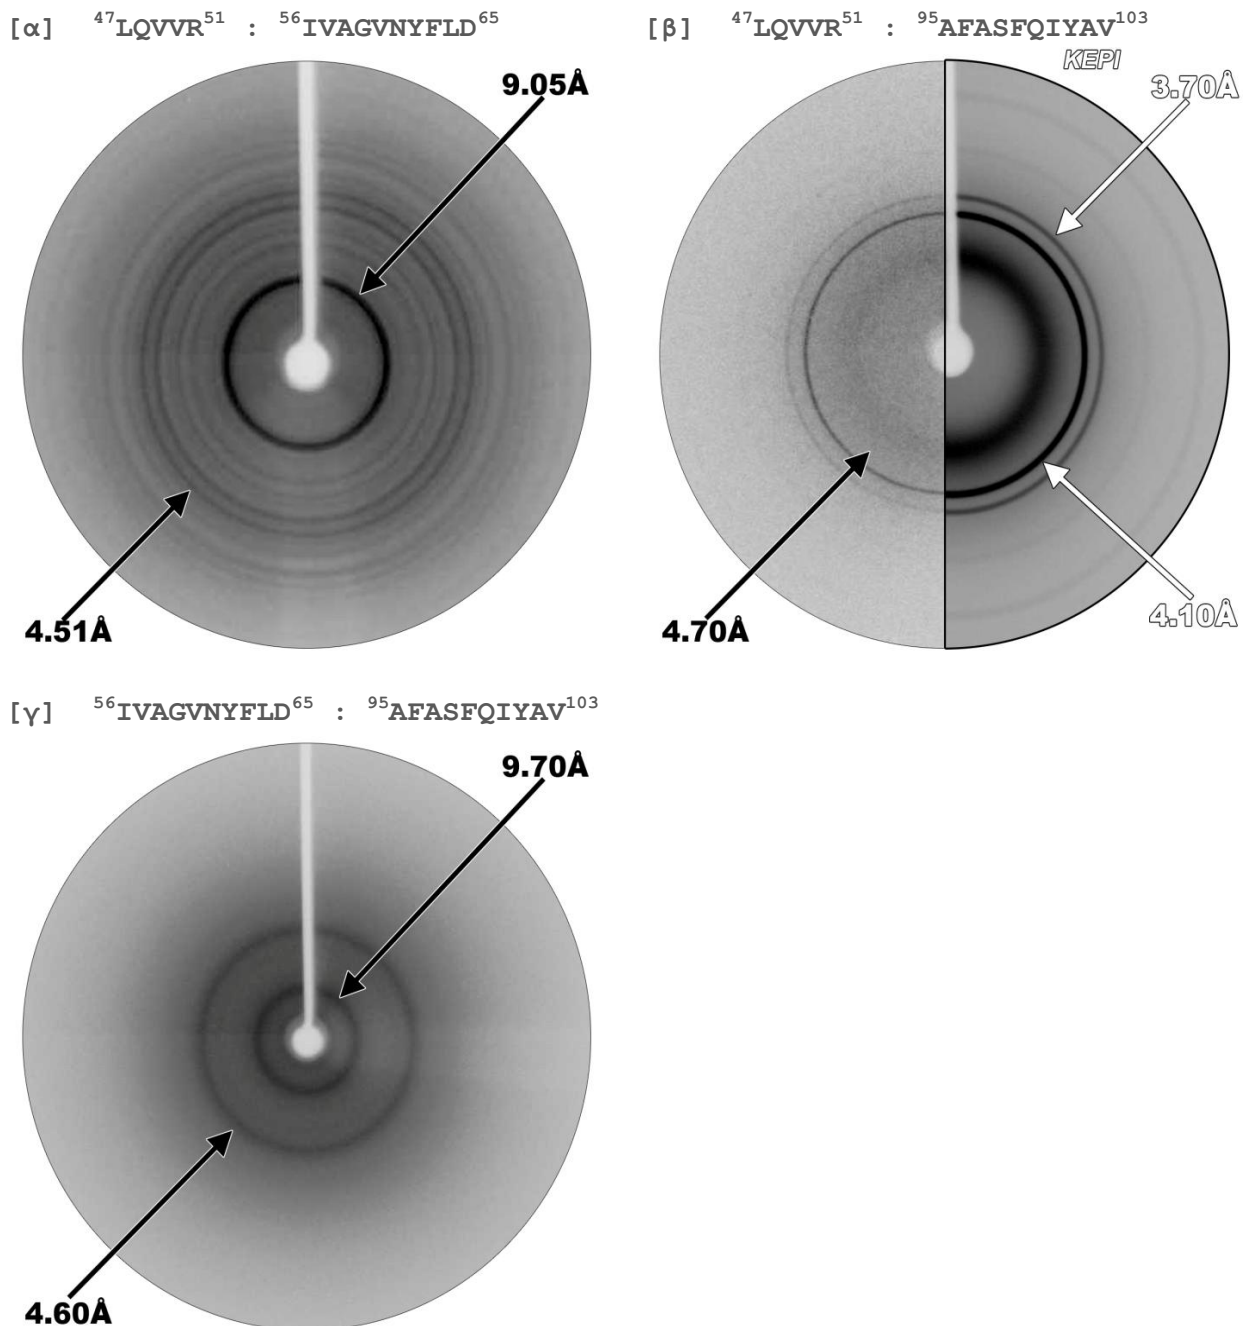 [α] ⁴⁷LQVVR⁵¹ : ⁵⁶IVAGVNYFLD⁶⁵
9.05Å
4.51Å
[β] ⁴⁷LQVVR⁵¹ : ⁹⁵AFASFQIYAV¹⁰³
KEPI
3.70Å
4.70Å
4.10Å
[γ] ⁵⁶IVAGVNYFLD⁶⁵ : ⁹⁵AFASFQIYAV¹⁰³
9.70Å
4.60Å